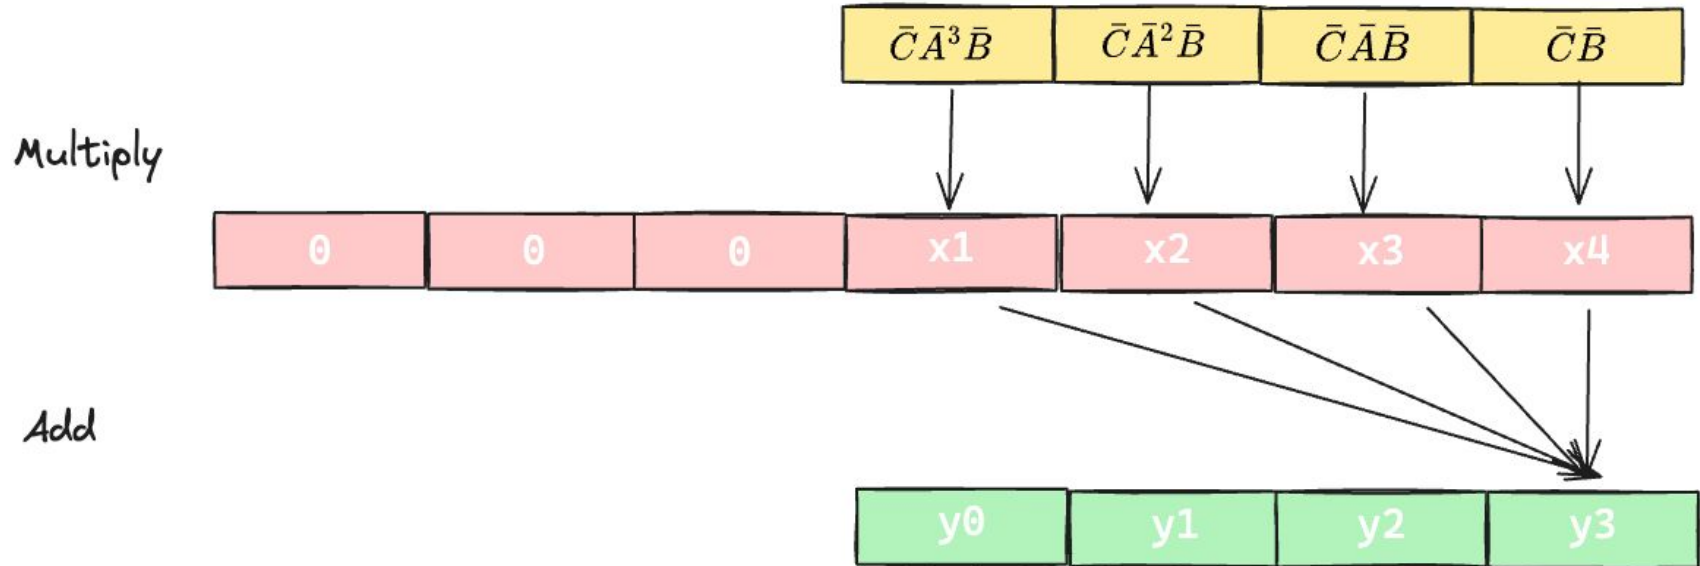 C̄Ā³B̄ C̄Ā²B̄ C̄ĀB̄ C̄B̄
Multiply
0 0 0 x1 x2 x3 x4
Add
y0 y1 y2 y3